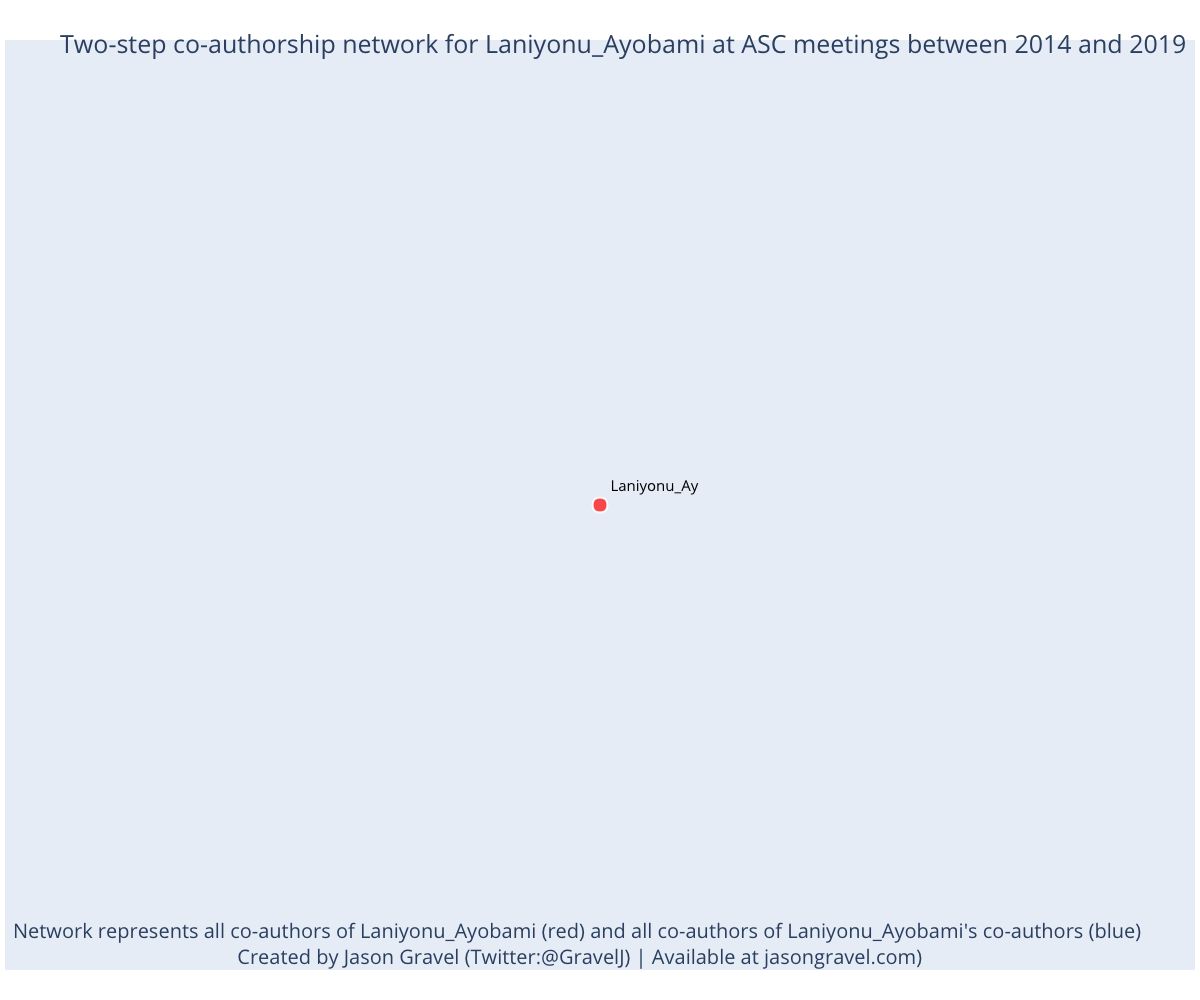 Two-step co-authorship network for Laniyonu_Ayobami at ASC meetings between 2014 and 2019
Laniyonu_Ay
Network represents all co-authors of Laniyonu_Ayobami (red) and all co-authors of Laniyonu_Ayobami's co-authors (blue)
Created by Jason Gravel (Twitter:@GravelJ) | Available at jasongravel.com)